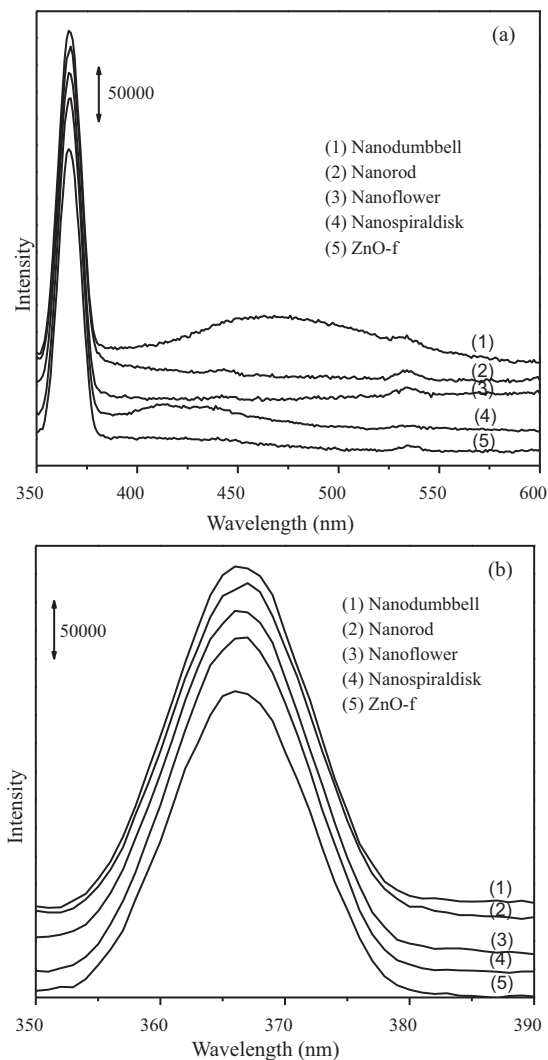 (a)
50000
(1) Nanodumbbell
(2) Nanorod
(3) Nanoflower
(4) Nanospiraldisk
(5) ZnO-f
Intensity
(1)
(2)
(3)
(4)
(5)
350 400 450 500 550 600
Wavelength (nm)
(b)
50000
(1) Nanodumbbell
(2) Nanorod
(3) Nanoflower
(4) Nanospiraldisk
(5) ZnO-f
Intensity
(1)
(2)
(3)
(4)
(5)
350 360 370 380 390
Wavelength (nm)